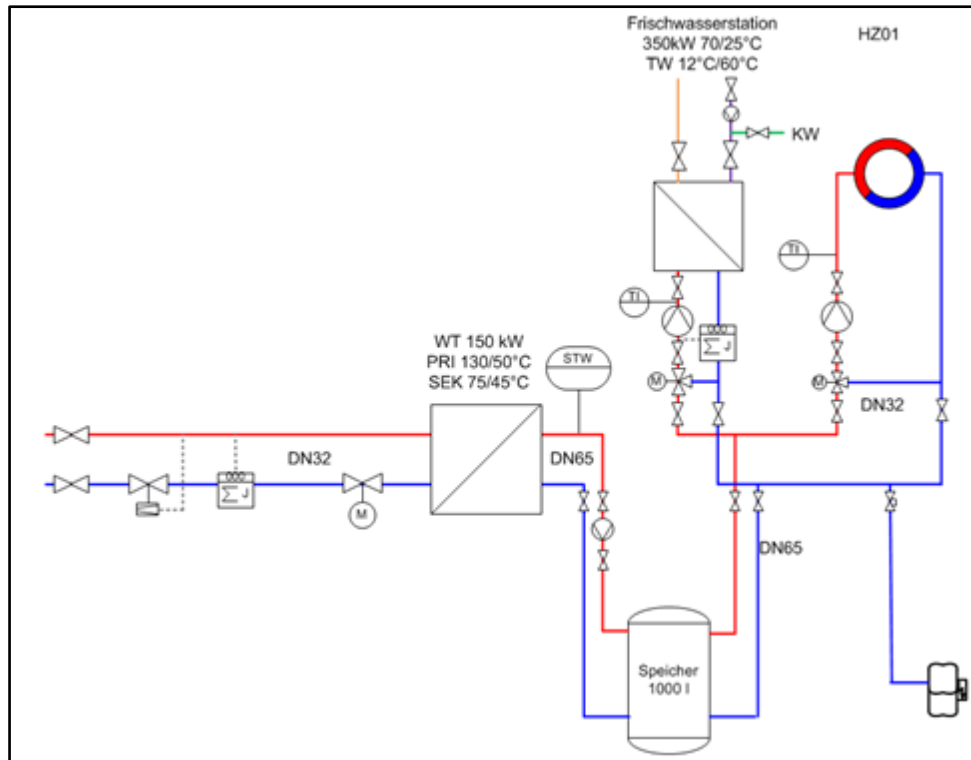 Frischwasserstation
350kW 70/25°C
TW 12°C/60°C
HZ01
KW
TI
TI
WT 150 kW
PRI 130/50°C
SEK 75/45°C
STW
Σ J
M
M
DN32
DN32
DN65
Σ J
M
DN65
Speicher
1000 l